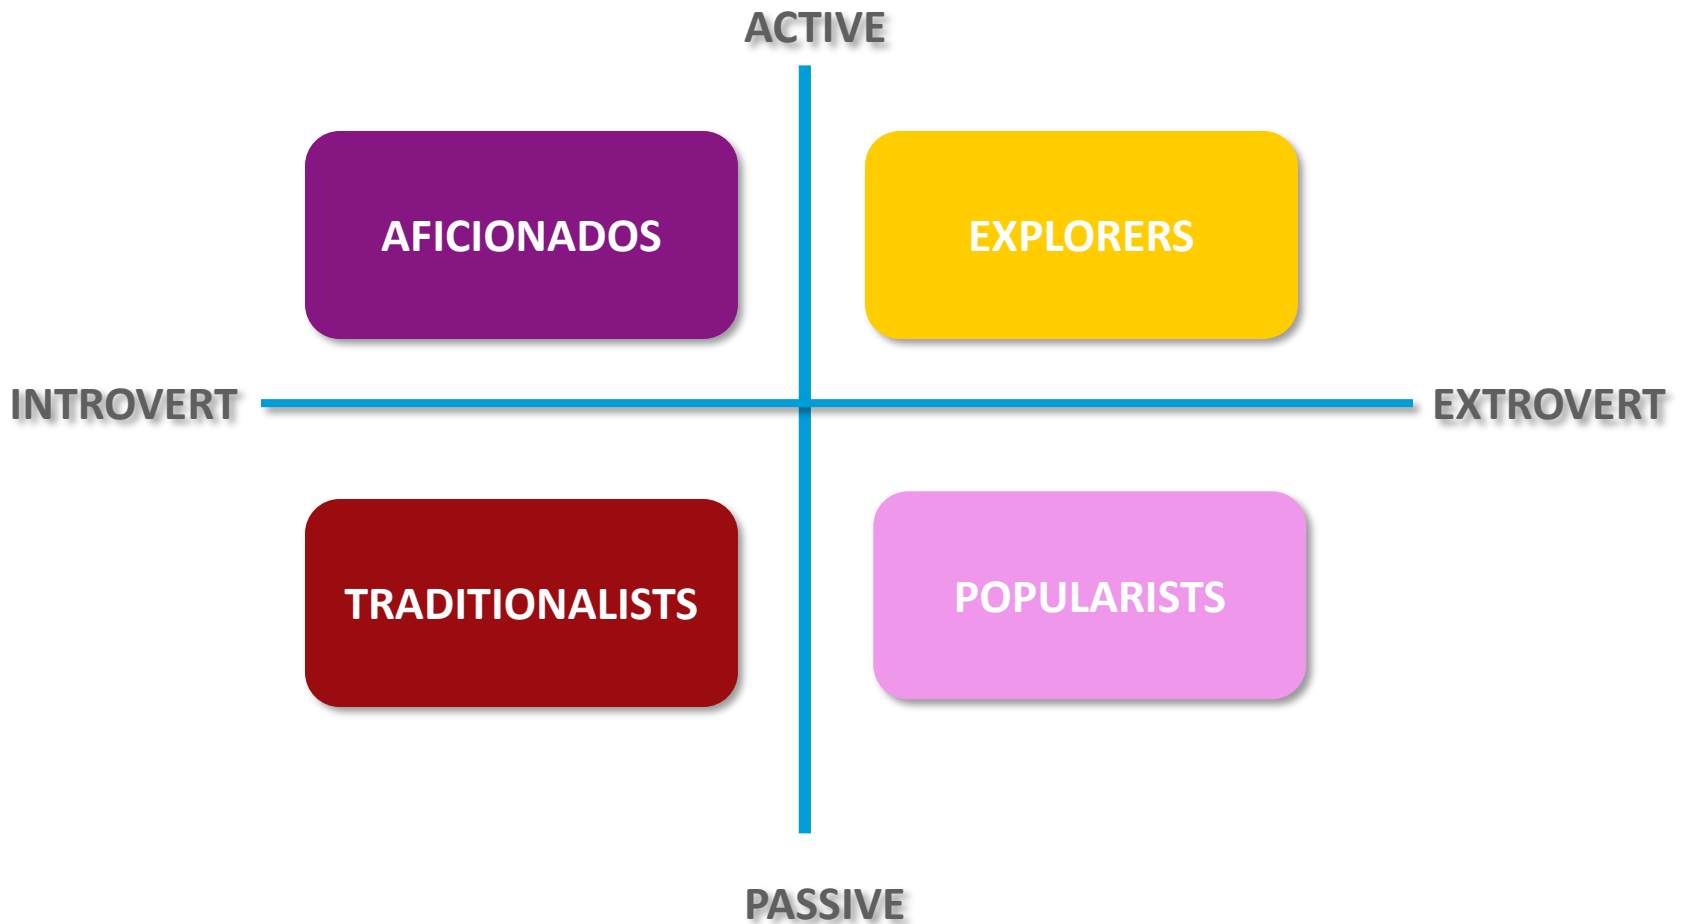 ACTIVE
AFICIONADOS
EXPLORERS
INTROVERT
EXTROVERT
TRADITIONALISTS
POPULARISTS
PASSIVE